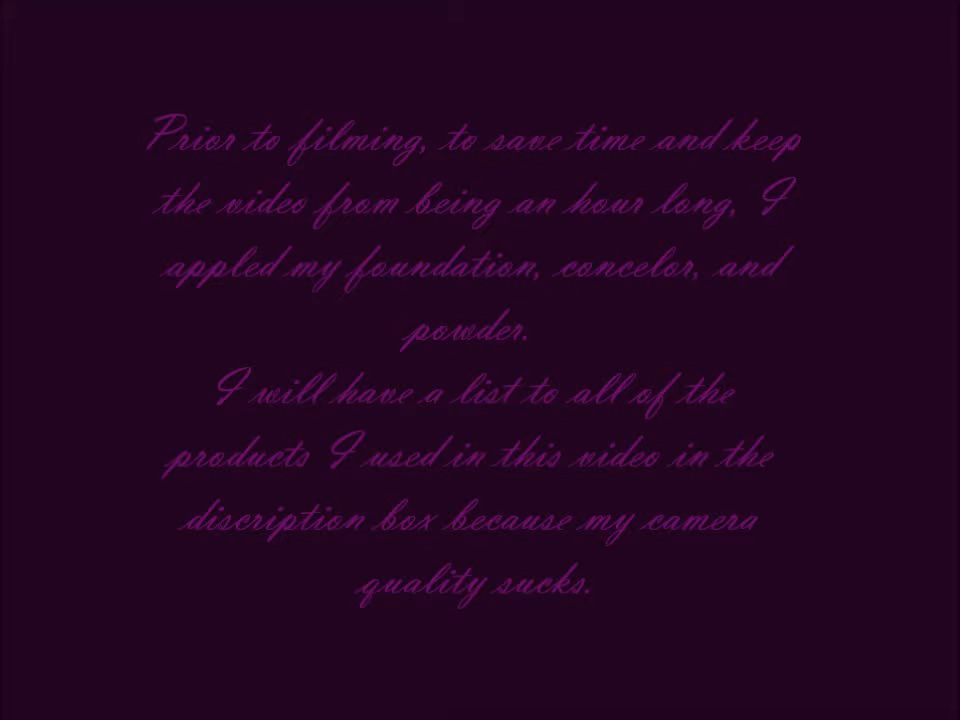 Prior to filming, to save time and keep
the video from being an hour long, I
appled my foundation, concelor, and
powder.
I will have a list to all of the
products I used in this video in the
discription box because my camera
quality sucks.